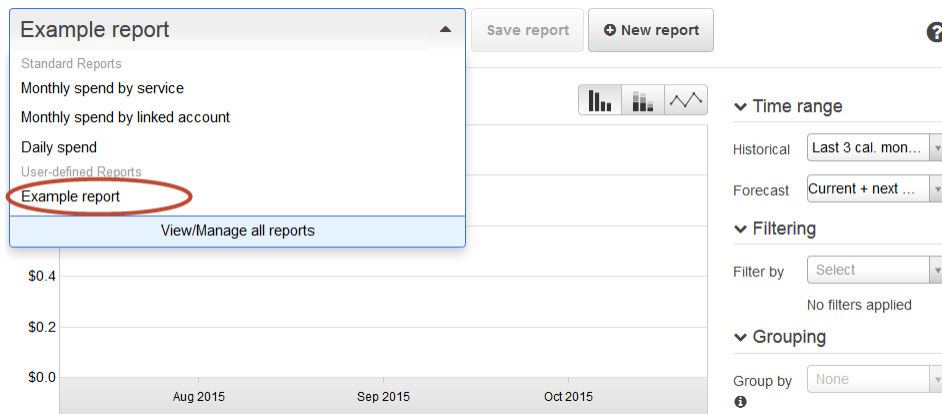 Example report
Save report
New report
Standard Reports
Monthly spend by service
Monthly spend by linked account
Daily spend
User-defined Reports
Example report
View/Manage all reports
Time range
Historical Last 3 cal. mon...
Forecast Current + next ...
Filtering
Filter by Select
No filters applied
Grouping
Group by None
$0.4
$0.2
$0.0
Aug 2015 Sep 2015 Oct 2015